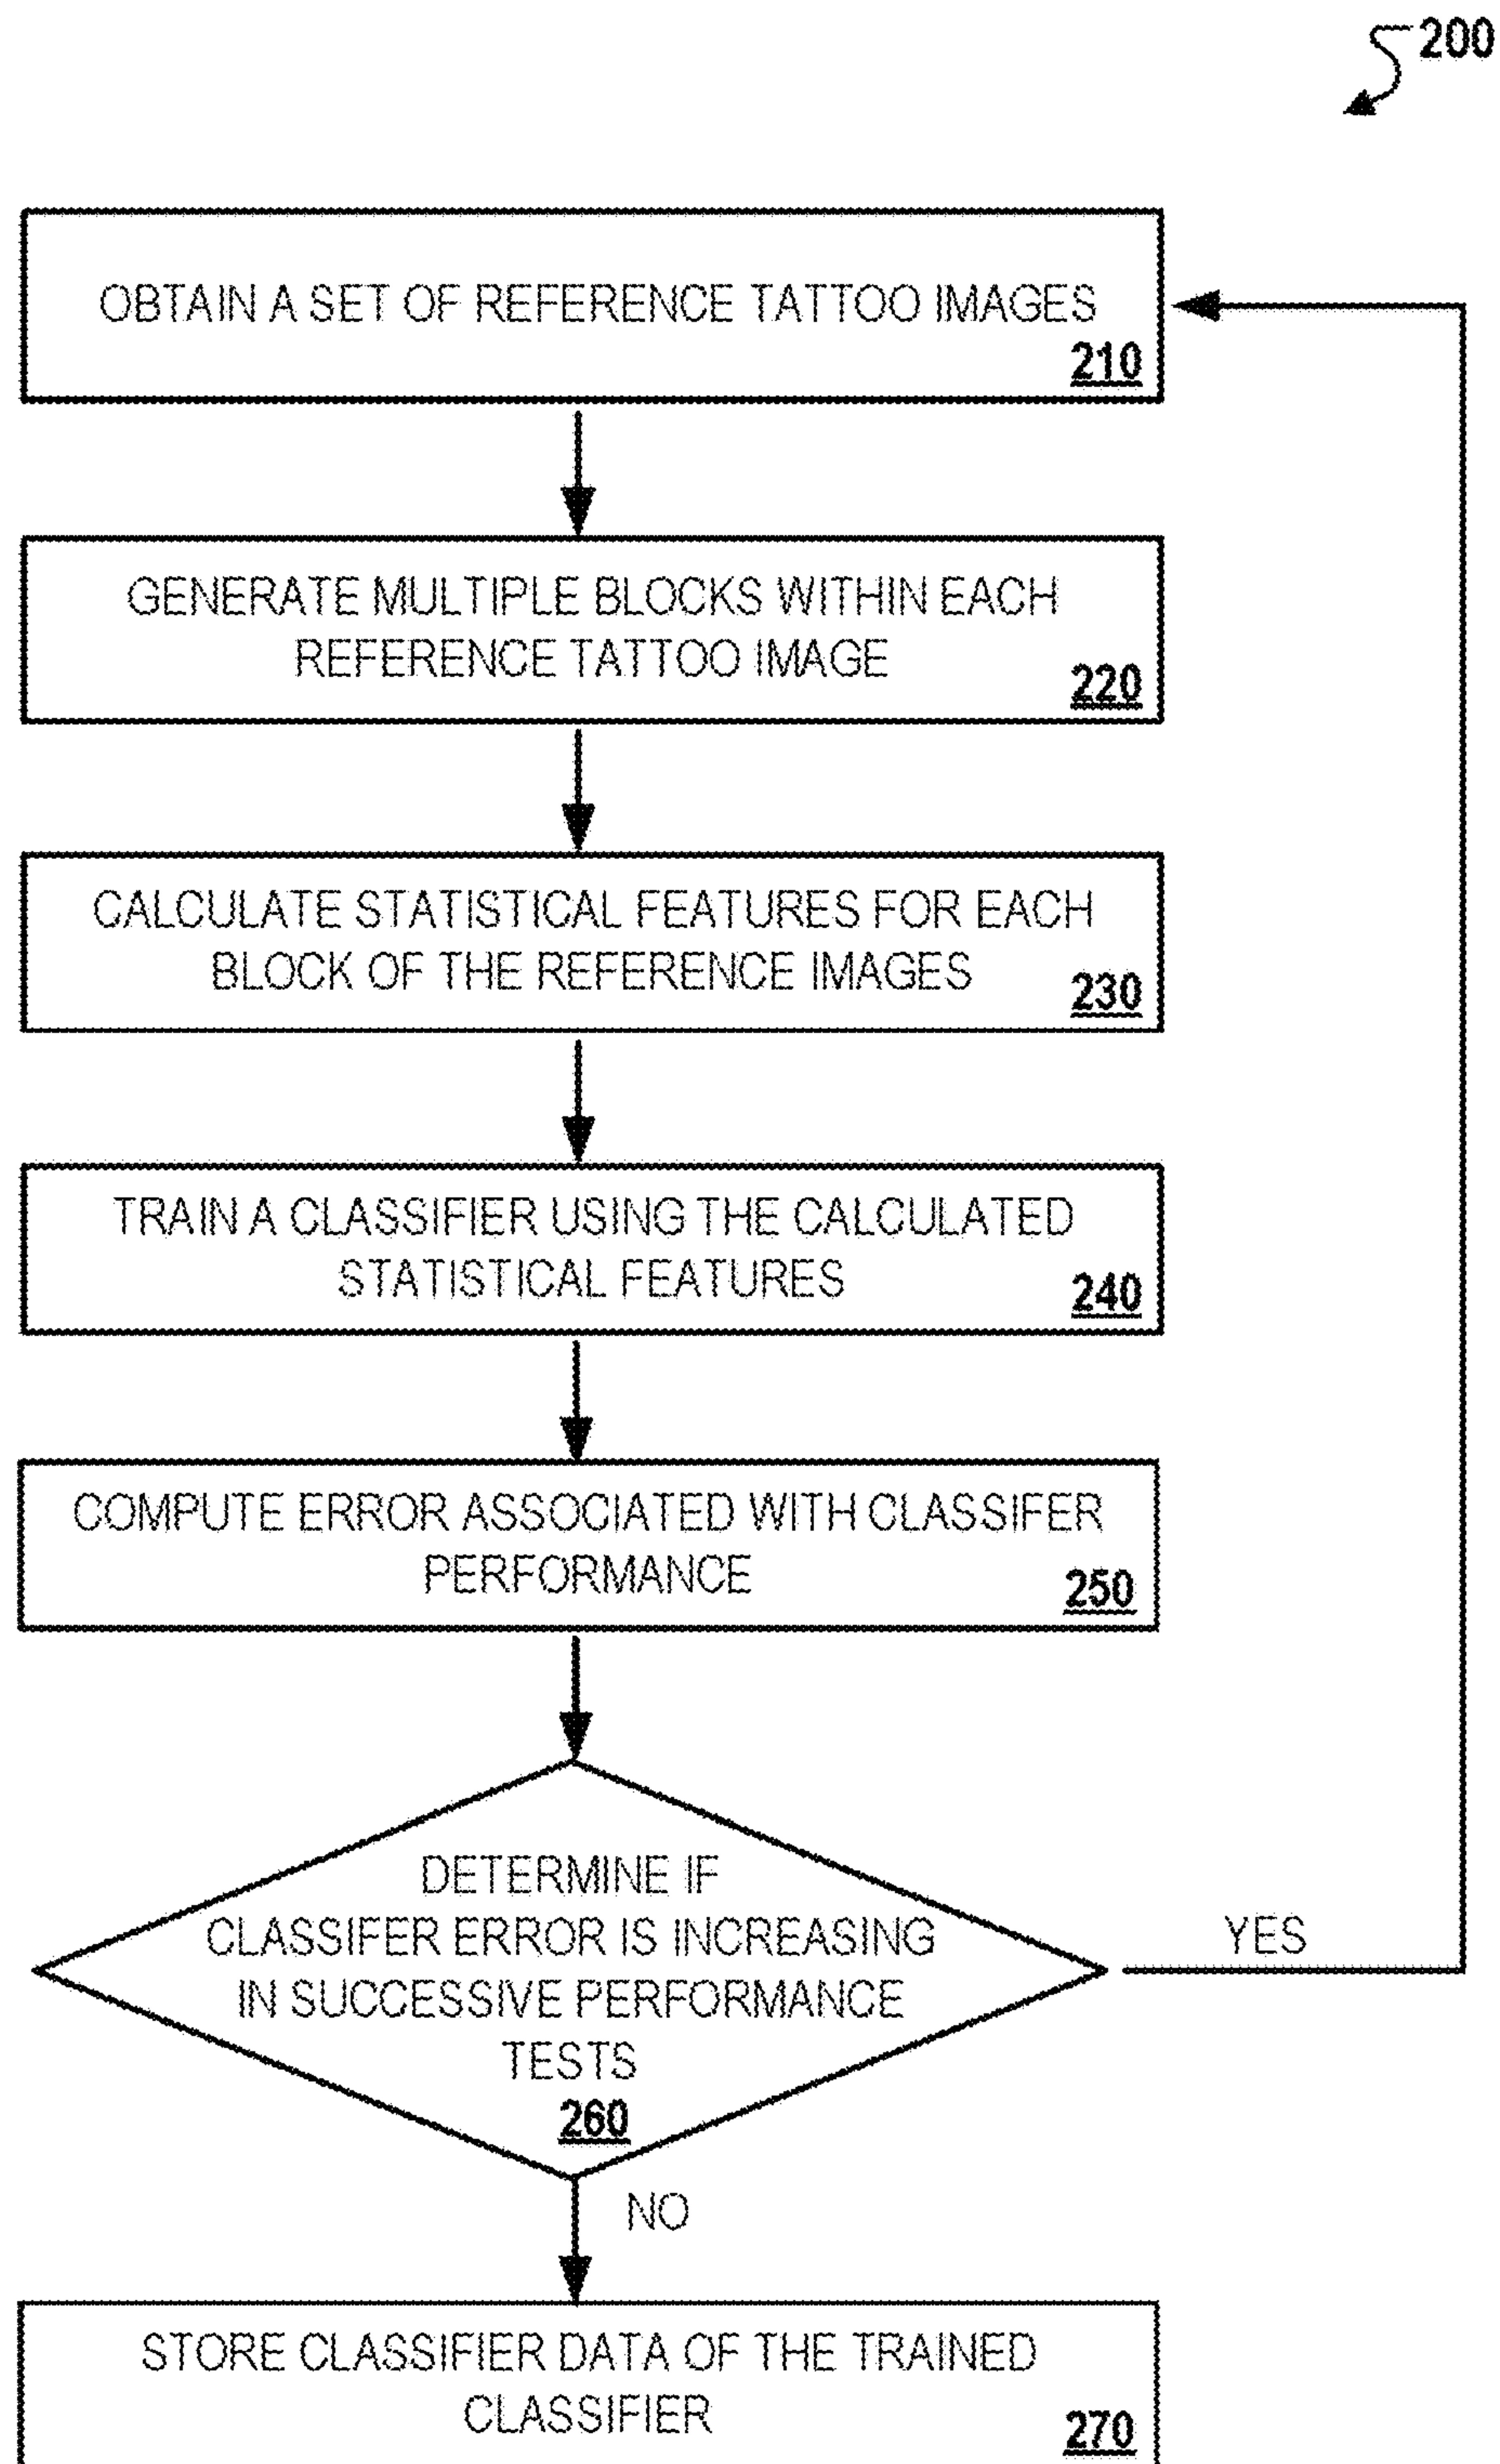 200
OBTAIN A SET OF REFERENCE TATTOO IMAGES
210
GENERATE MULTIPLE BLOCKS WITHIN EACH
REFERENCE TATTOO IMAGE
220
CALCULATE STATISTICAL FEATURES FOR EACH
BLOCK OF THE REFERENCE IMAGES
230
TRAIN A CLASSIFIER USING THE CALCULATED
STATISTICAL FEATURES
240
COMPUTE ERROR ASSOCIATED WITH CLASSIFER
PERFORMANCE
250
DETERMINE IF
CLASSIFER ERROR IS INCREASING
IN SUCCESSIVE PERFORMANCE
TESTS
260
YES
NO
STORE CLASSIFIER DATA OF THE TRAINED
CLASSIFIER
270